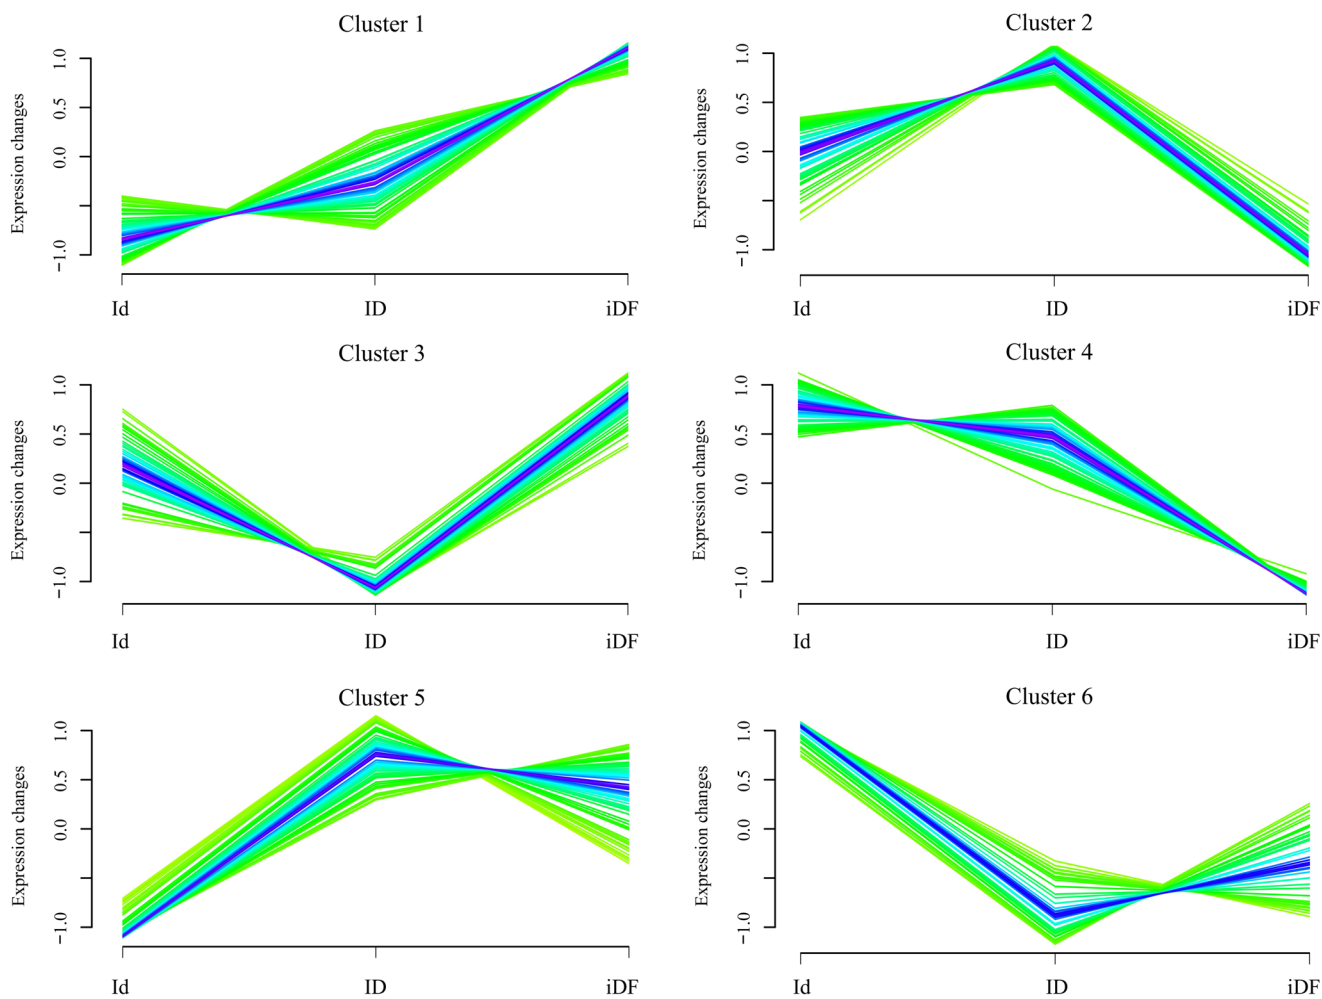 Cluster 1
Expression changes
1.0
0.5
0.0
−1.0
Id ID iDF
Cluster 2
Expression changes
1.0
0.5
0.0
−1.0
Id ID iDF
Cluster 3
Expression changes
1.0
0.5
0.0
−1.0
Id ID iDF
Cluster 4
Expression changes
1.0
0.5
0.0
−1.0
Id ID iDF
Cluster 5
Expression changes
1.0
0.5
0.0
−1.0
Id ID iDF
Cluster 6
Expression changes
1.0
0.5
0.0
−1.0
Id ID iDF